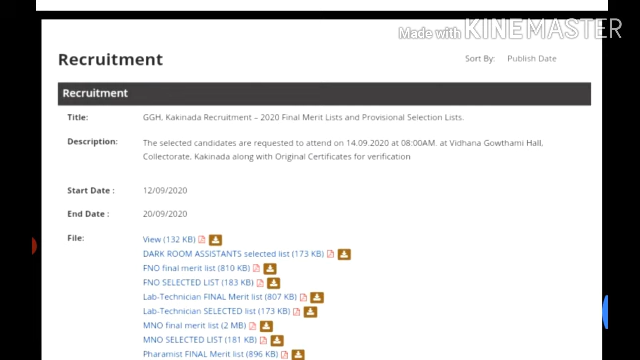 Made with KINEMASTER
Recruitment
Sort By: Publish Date
Recruitment
Title: GGH, Kakinada Recruitment – 2020 Final Merit Lists and Provisional Selection Lists.
Description: The selected candidates are requested to attend on 14.09.2020 at 08:00AM. at Vidhana Gowthami Hall,
Collectorate, Kakinada along with Original Certificates for verification
Start Date : 12/09/2020
End Date : 20/09/2020
File: View (132 KB)
DARK ROOM ASSISTANTS selected list (173 KB)
FNO final merit list (810 KB)
FNO SELECTED LIST (183 KB)
Lab-Technician FINAL Merit list (807 KB)
Lab-Technician SELECTED list (173 KB)
MNO final merit list (2 MB)
MNO SELECTED LIST (181 KB)
Pharamist FINAL Merit list (896 KB)